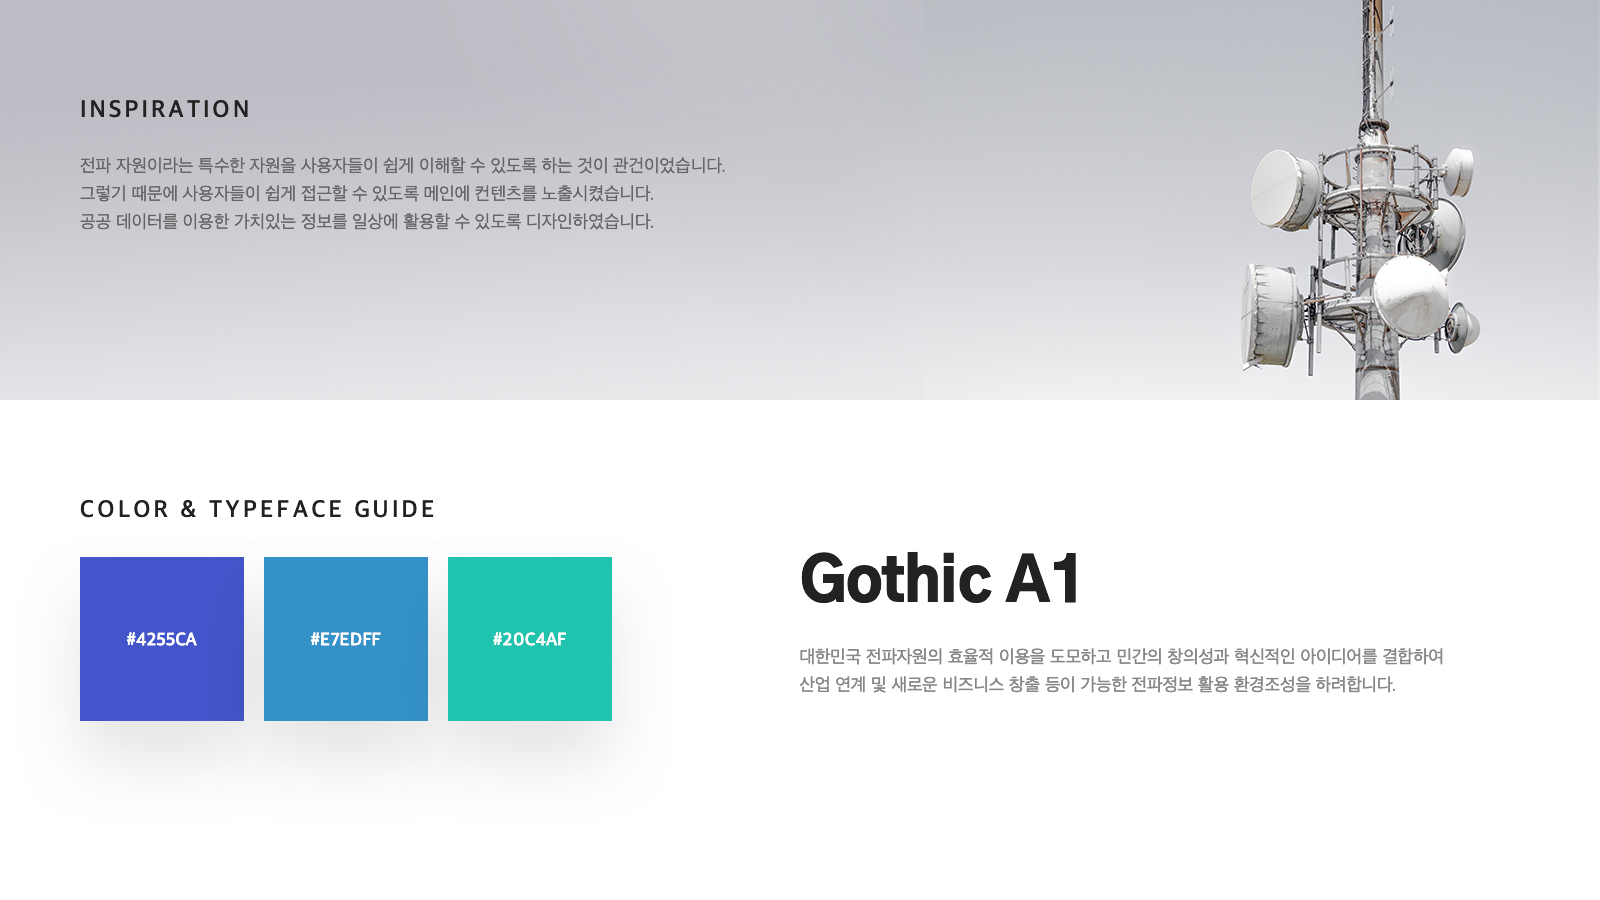 INSPIRATION
전파 자원이라는 특수한 자원을 사용자들이 쉽게 이해할 수 있도록 하는 것이 관건이었습니다.
그렇기 때문에 사용자들이 쉽게 접근할 수 있도록 메인에 컨텐츠를 노출시켰습니다.
공공 데이터를 이용한 가치있는 정보를 일상에 활용할 수 있도록 디자인하였습니다.
COLOR & TYPEFACE GUIDE
#4255CA
#E7EDFF
#20C4AF
Gothic A1
대한민국 전파자원의 효율적 이용을 도모하고 민간의 창의성과 혁신적인 아이디어를 결합하여
산업 연계 및 새로운 비즈니스 창출 등이 가능한 전파정보 활용 환경조성을 하려합니다.